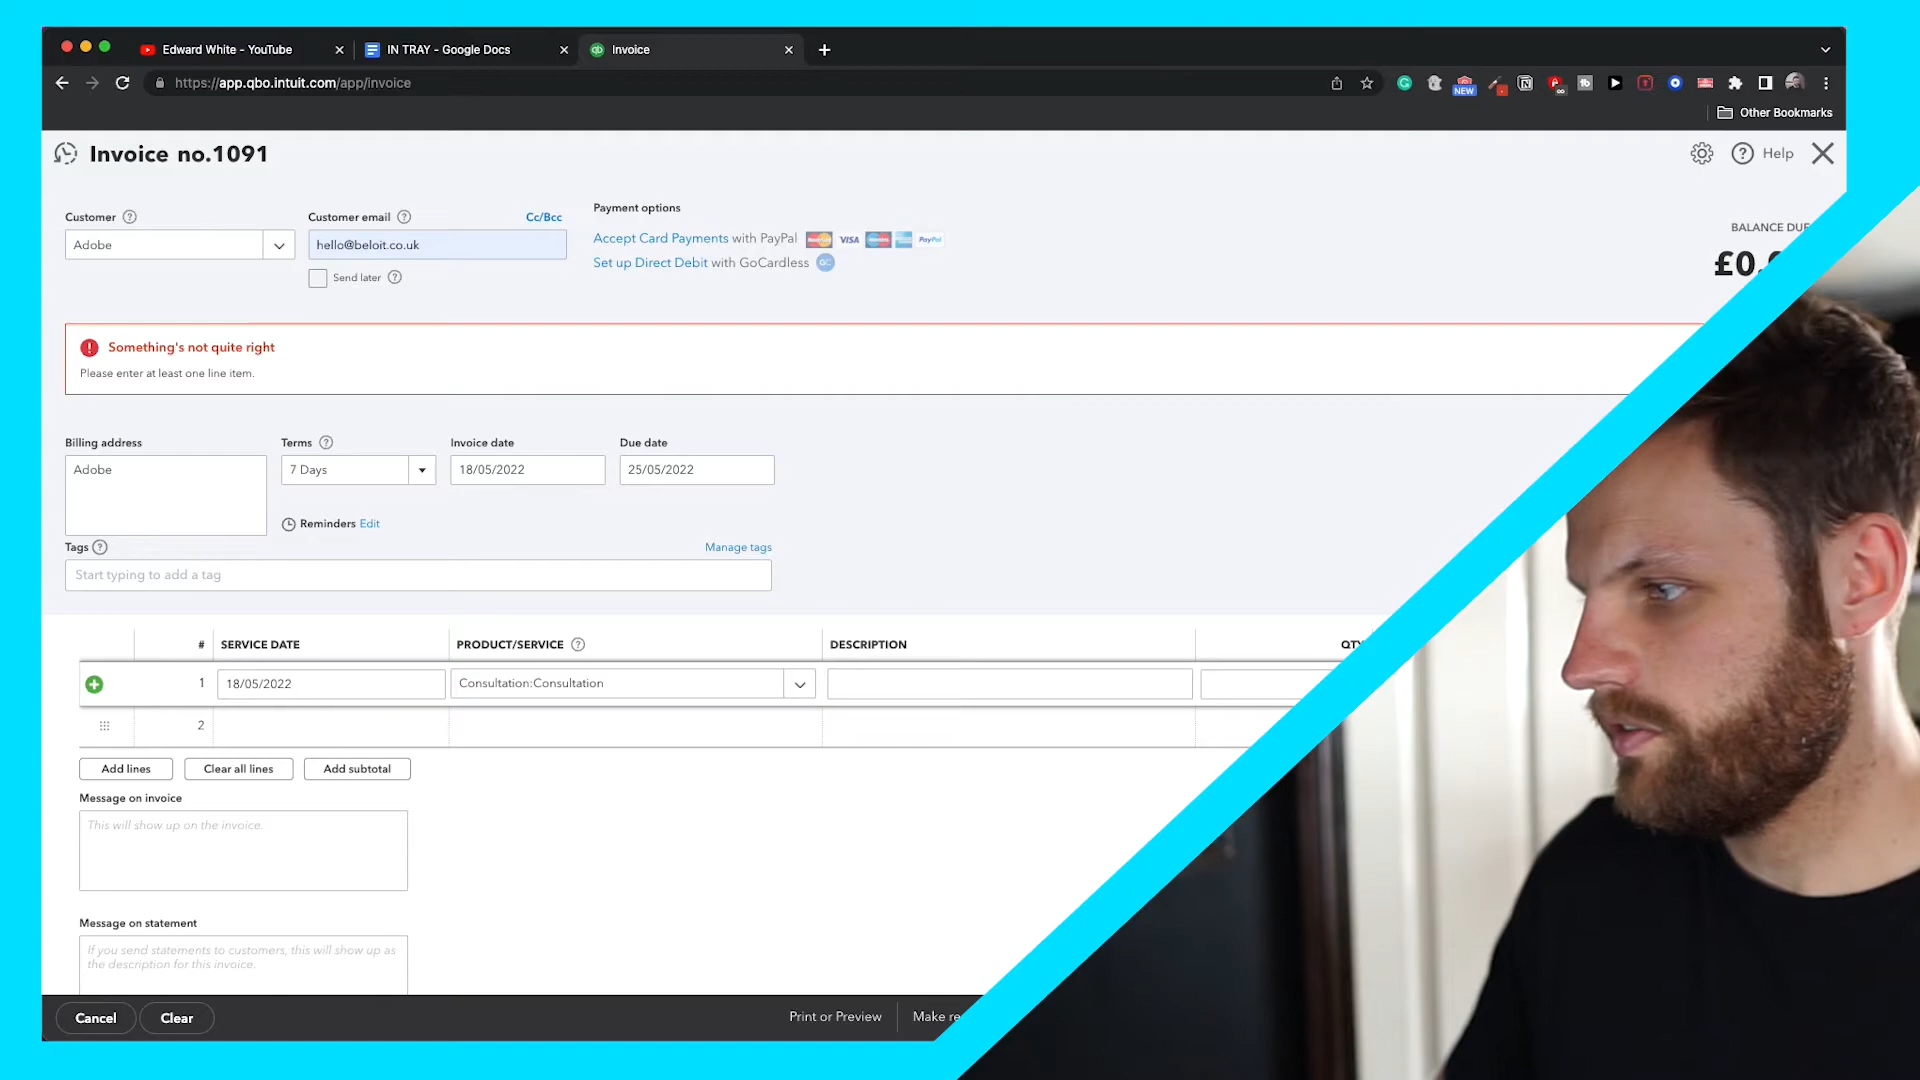 Edward White - YouTube
IN TRAY - Google Docs
Invoice
https://app.qbo.intuit.com/app/invoice
NEW
Other Bookmarks
Invoice no.1091
Help
Customer
Customer email
Cc/Bcc
Payment options
BALANCE DUE
Adobe
hello@beloit.co.uk
Accept Card Payments with PayPal
VISA
PayPal
Send later
Set up Direct Debit with GoCardless
GC
£0.
Something's not quite right
Please enter at least one line item.
Billing address
Terms
Invoice date
Due date
Adobe
7 Days
18/05/2022
25/05/2022
Reminders Edit
Tags
Manage tags
Start typing to add a tag
# SERVICE DATE PRODUCT/SERVICE DESCRIPTION QTY
1 18/05/2022 Consultation:Consultation
2
Add lines
Clear all lines
Add subtotal
Message on invoice
This will show up on the invoice.
Message on statement
If you send statements to customers, this will show up as
the description for this invoice.
Cancel
Clear
Print or Preview
Make re